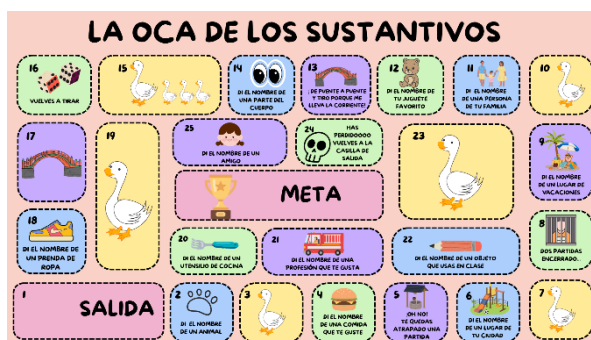 LA OCA DE LOS SUSTANTIVOS
16
VUELVES A TIRAR
15
14
DI EL NOMBRE DE
UNA PARTE DEL
CUERPO
13
¡DE PUENTE A PUENTE
Y TIRO PORQUE ME
LLEVA LA CORRIENTE!
12
DI EL NOMBRE DE
TU JUGUETE
FAVORITO
11
DI EL NOMBRE
DE UNA PERSONA
DE TU FAMILIA
10
17
19
25
DI EL NOMBRE DE UN
AMIGO
24
HAS
PERDIDOOOO
VUELVES A LA
CASILLA DE
SALIDA
23
9
DI EL NOMBRE
DE UN LUGAR DE
VACACIONES
META
18
DI EL NOMBRE DE
UN PRENDA DE
ROPA
20
DI EL NOMBRE DE UN
UTENSILIO DE COCINA
21
DI EL NOMBRE DE UNA
PROFESIÓN QUE TE GUSTA
22
DI EL NOMBRE DE UN OBJETO
QUE USAS EN CLASE
8
DOS PARTIDAS
ENCERRADO..
1
SALIDA
2
DI EL NOMBRE
DE UN ANIMAL
3
4
DI EL NOMBRE
DE UNA COMIDA
QUE TE GUSTE
5
OH NO!
TE QUEDAS
ATRAPADO UNA
PARTIDA
6
DI EL NOMBRE
DE UN LUGAR DE
TU CIUDAD
7